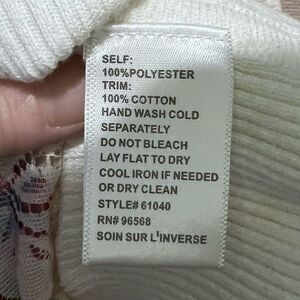 SELF:
100%POLYESTER
TRIM:
100% COTTON
HAND WASH COLD
SEPARATELY
DO NOT BLEACH
LAY FLAT TO DRY
COOL IRON IF NEEDED
OR DRY CLEAN
STYLE# 61040
RN# 96568
SOIN SUR L'INVERSE